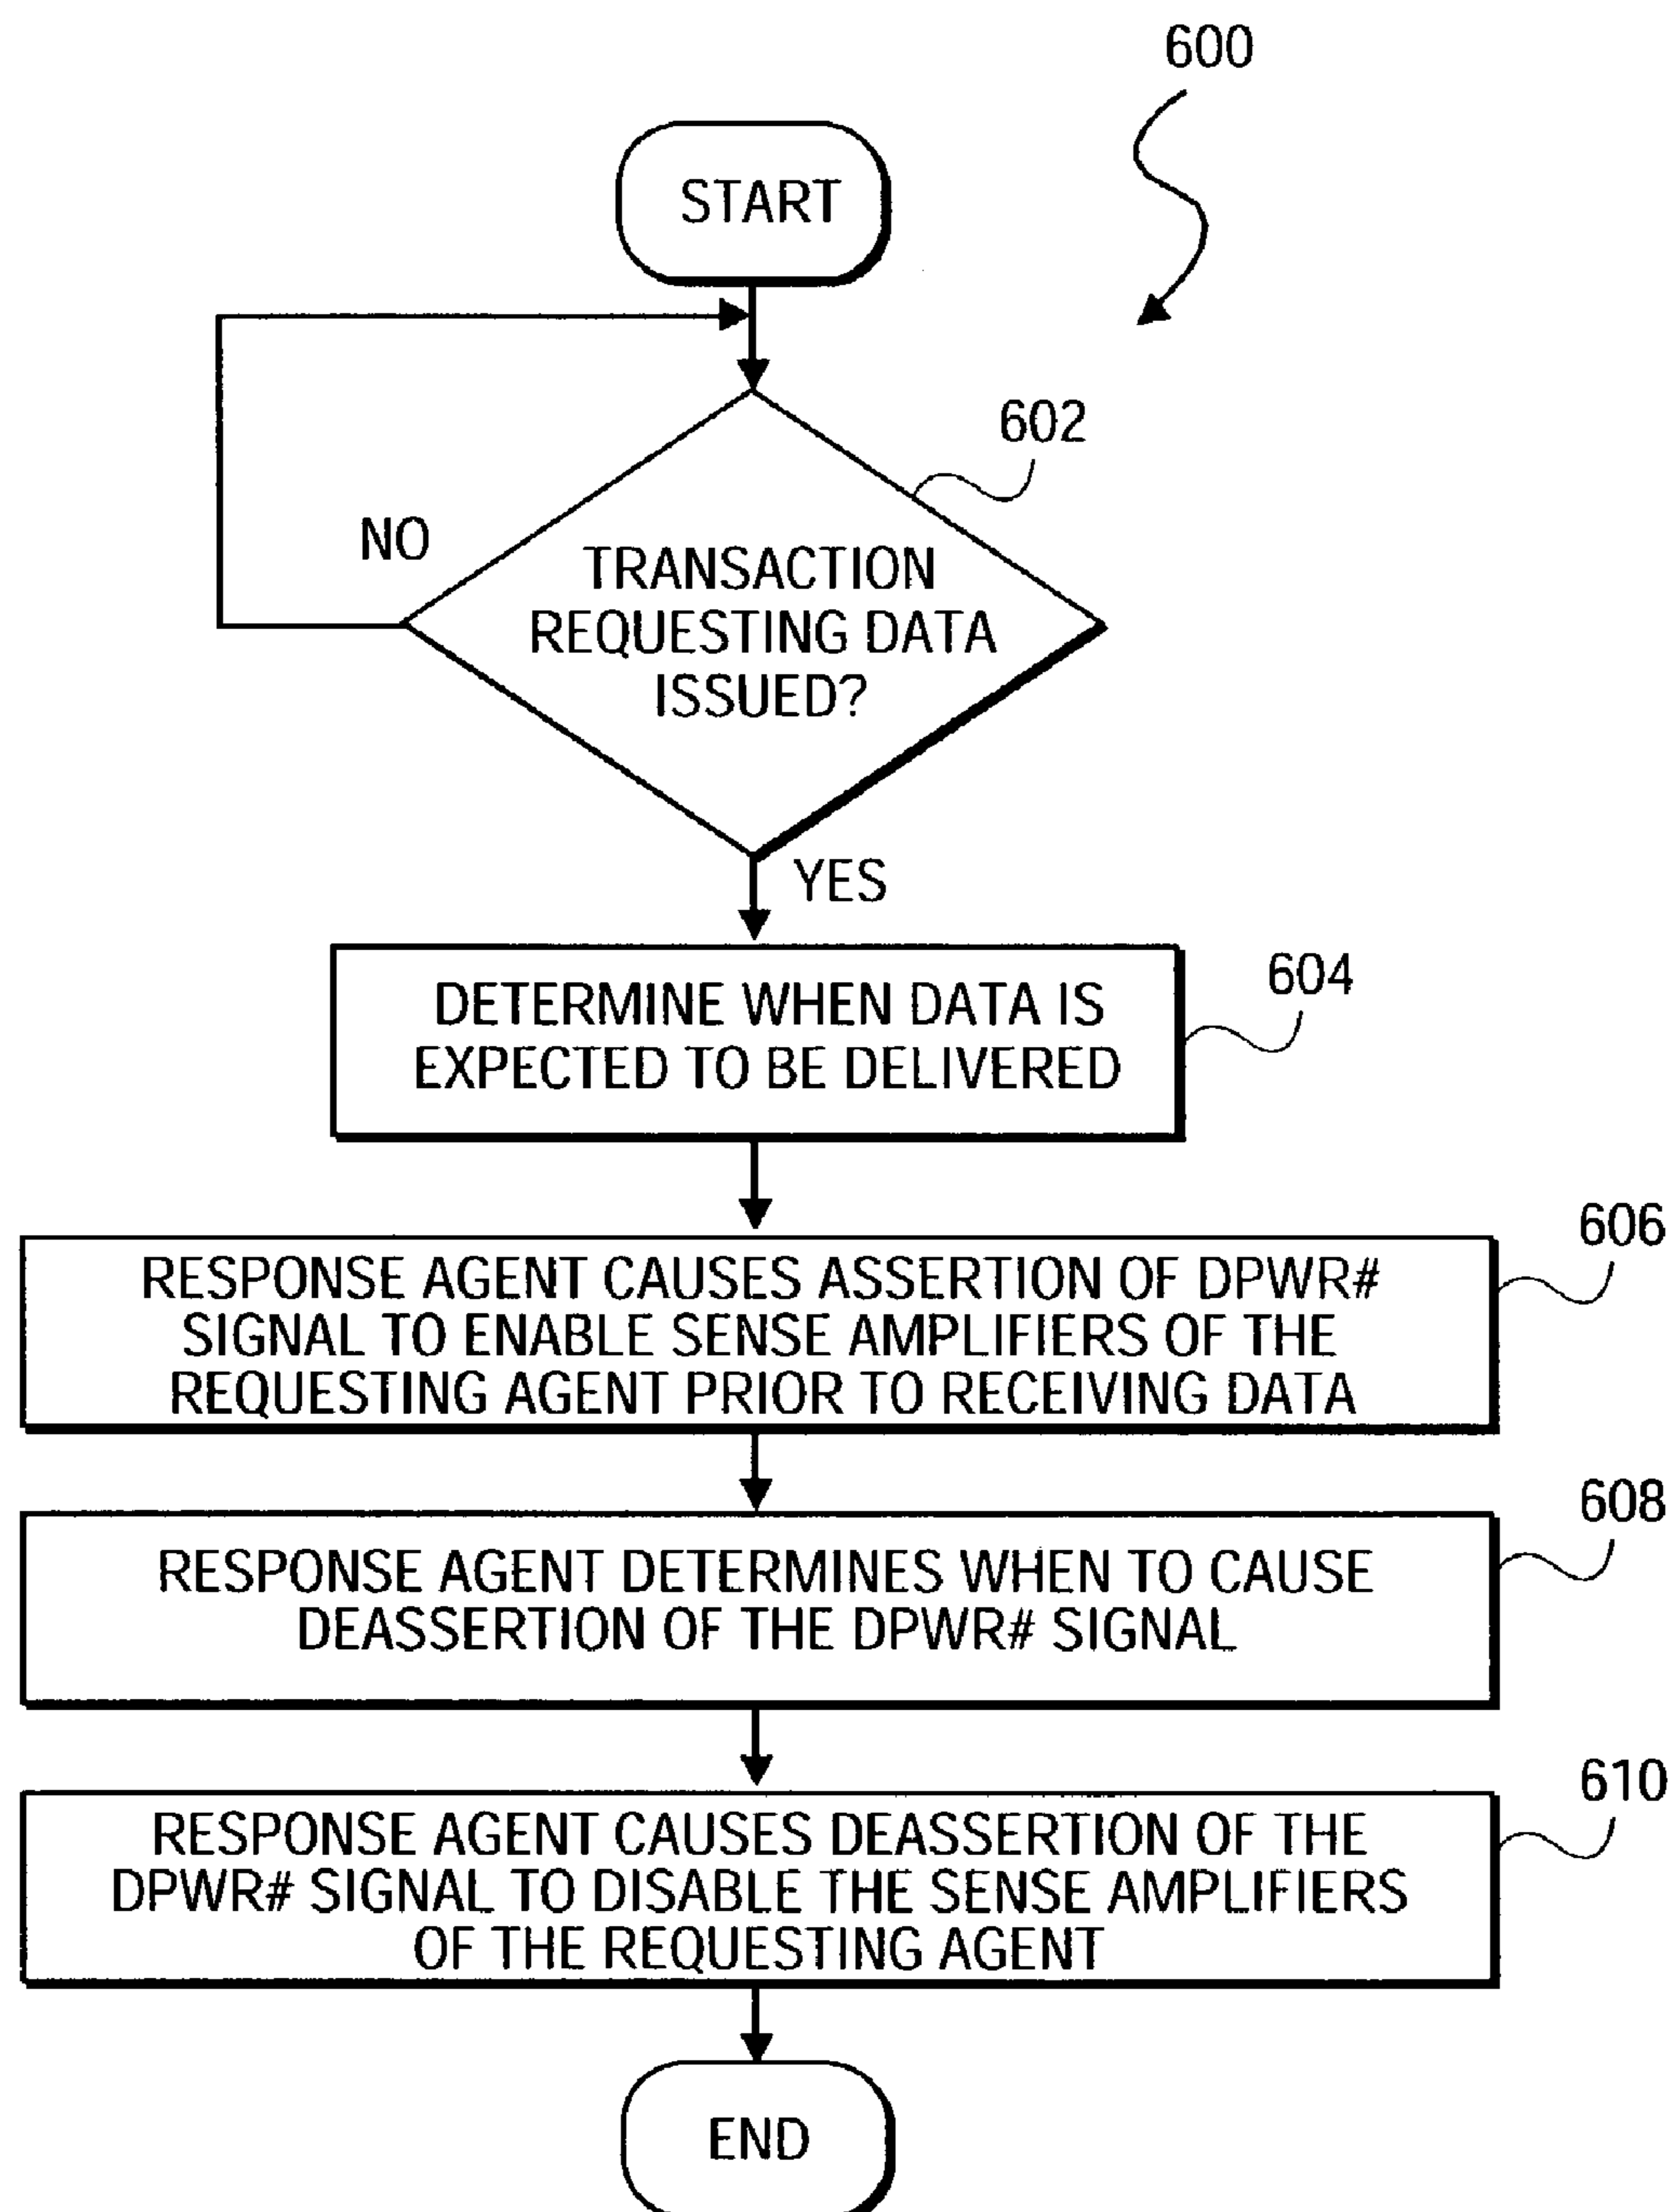 600
START
602
NO
TRANSACTION
REQUESTING DATA
ISSUED?
YES
604
DETERMINE WHEN DATA IS
EXPECTED TO BE DELIVERED
606
RESPONSE AGENT CAUSES ASSERTION OF DPWR#
SIGNAL TO ENABLE SENSE AMPLIFIERS OF THE
REQUESTING AGENT PRIOR TO RECEIVING DATA
608
RESPONSE AGENT DETERMINES WHEN TO CAUSE
DEASSERTION OF THE DPWR# SIGNAL
610
RESPONSE AGENT CAUSES DEASSERTION OF THE
DPWR# SIGNAL TO DISABLE THE SENSE AMPLIFIERS
OF THE REQUESTING AGENT
END